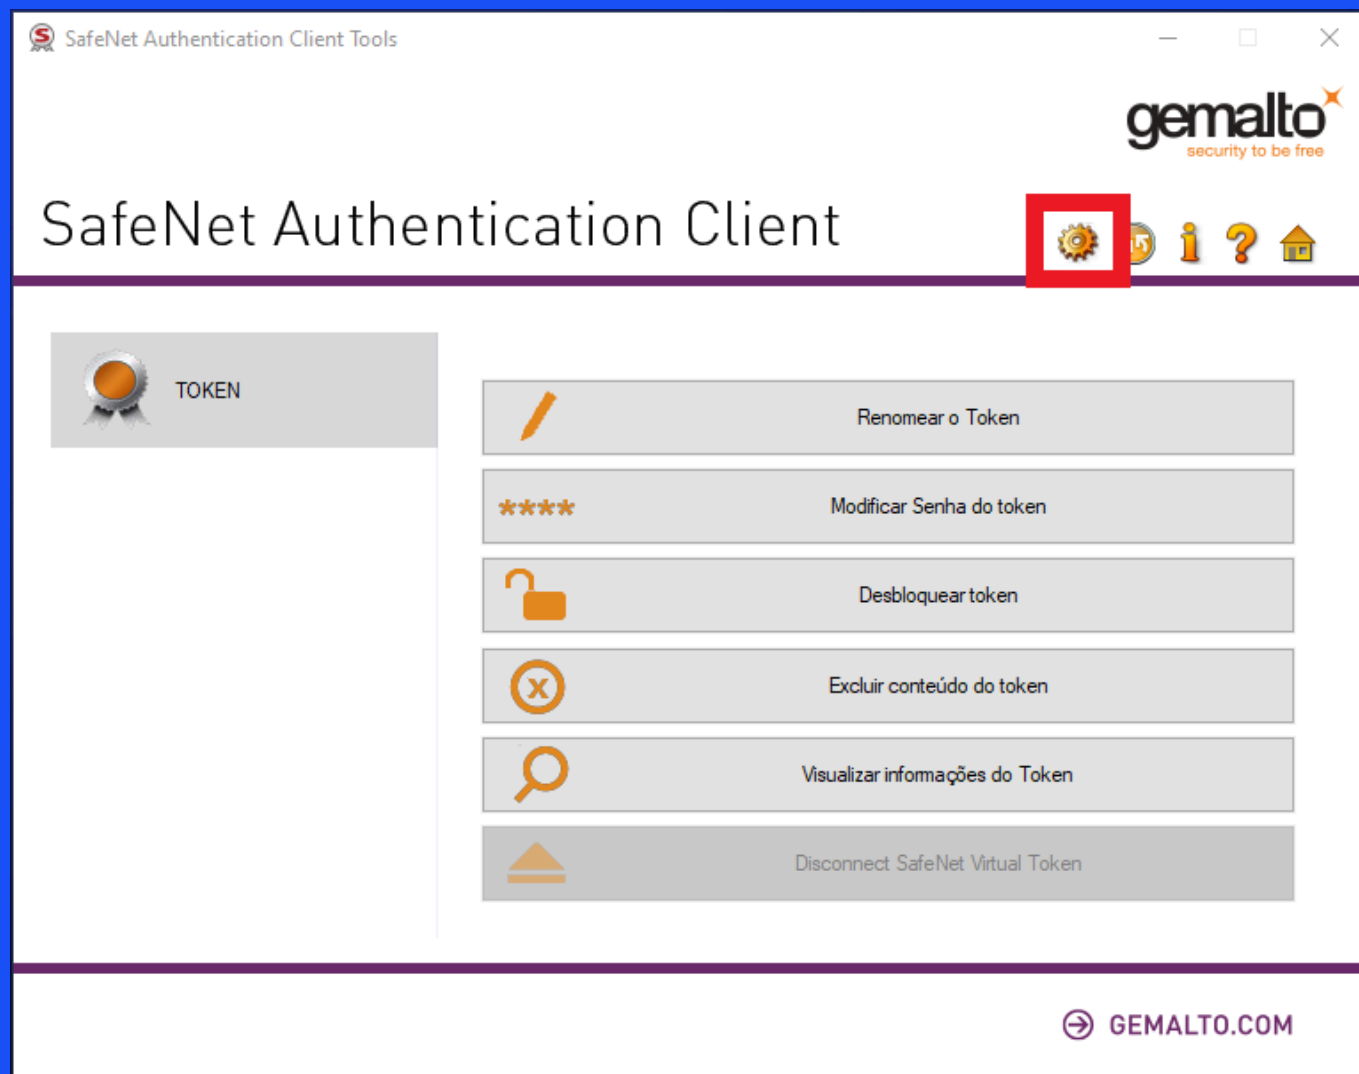 SafeNet Authentication Client Tools
gemalto
security to be free
SafeNet Authentication Client
TOKEN
Renomear o Token
**** Modificar Senha do token
Desbloquear token
Excluir conteúdo do token
Visualizar informações do Token
Disconnect SafeNet Virtual Token
GEMALTO.COM